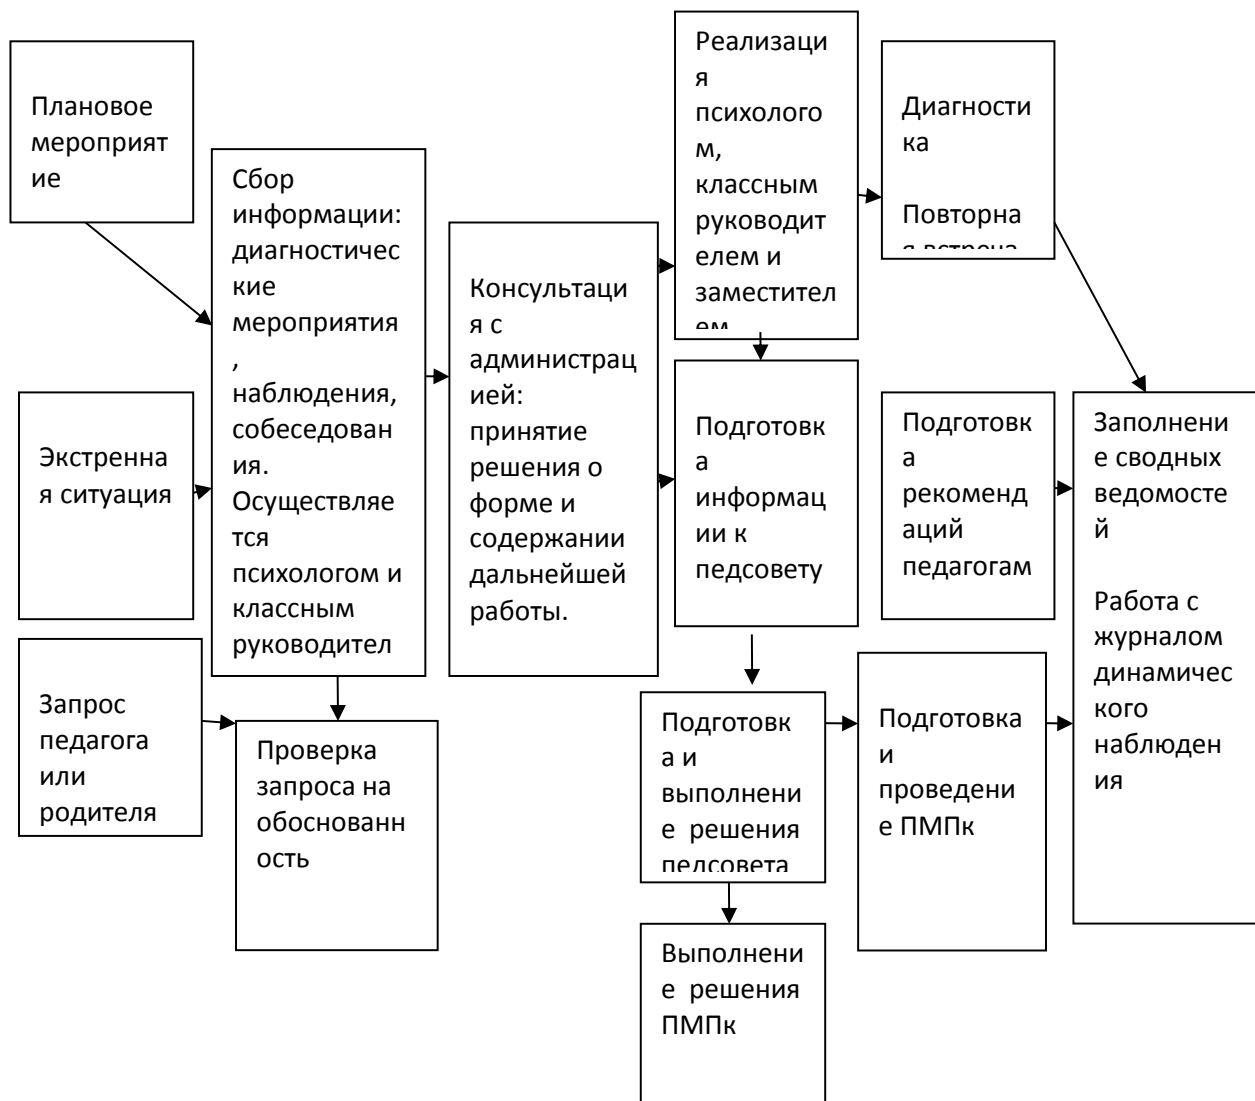 Плановое
мероприят
ие
Экстренна
я ситуация
Запрос
педагога
или
родителя
Сбор
информации:
диагностичес
кие
мероприятия
,
наблюдения,
собеседован
ия.
Осуществляе
тся
психологом и
классным
руководител
Проверка
запроса на
обоснованн
ость
Консультаци
я с
администрац
ией:
принятие
решения о
форме и
содержании
дальнейшей
работы.
Реализаци
я
психолого
м,
классным
руководит
елем и
заместител
ем
Подготовк
а
информац
ии к
педсовету
Подготовк
а и
выполнени
е решения
педсовета
Выполнени
е решения
ПМПк
Диагности
ка
Повторна
я встреча
Подготовк
а
рекоменд
аций
педагогам
Подготовка
и
проведени
е ПМПк
Заполнени
е сводных
ведомосте
й
Работа с
журналом
динамичес
кого
наблюден
ия